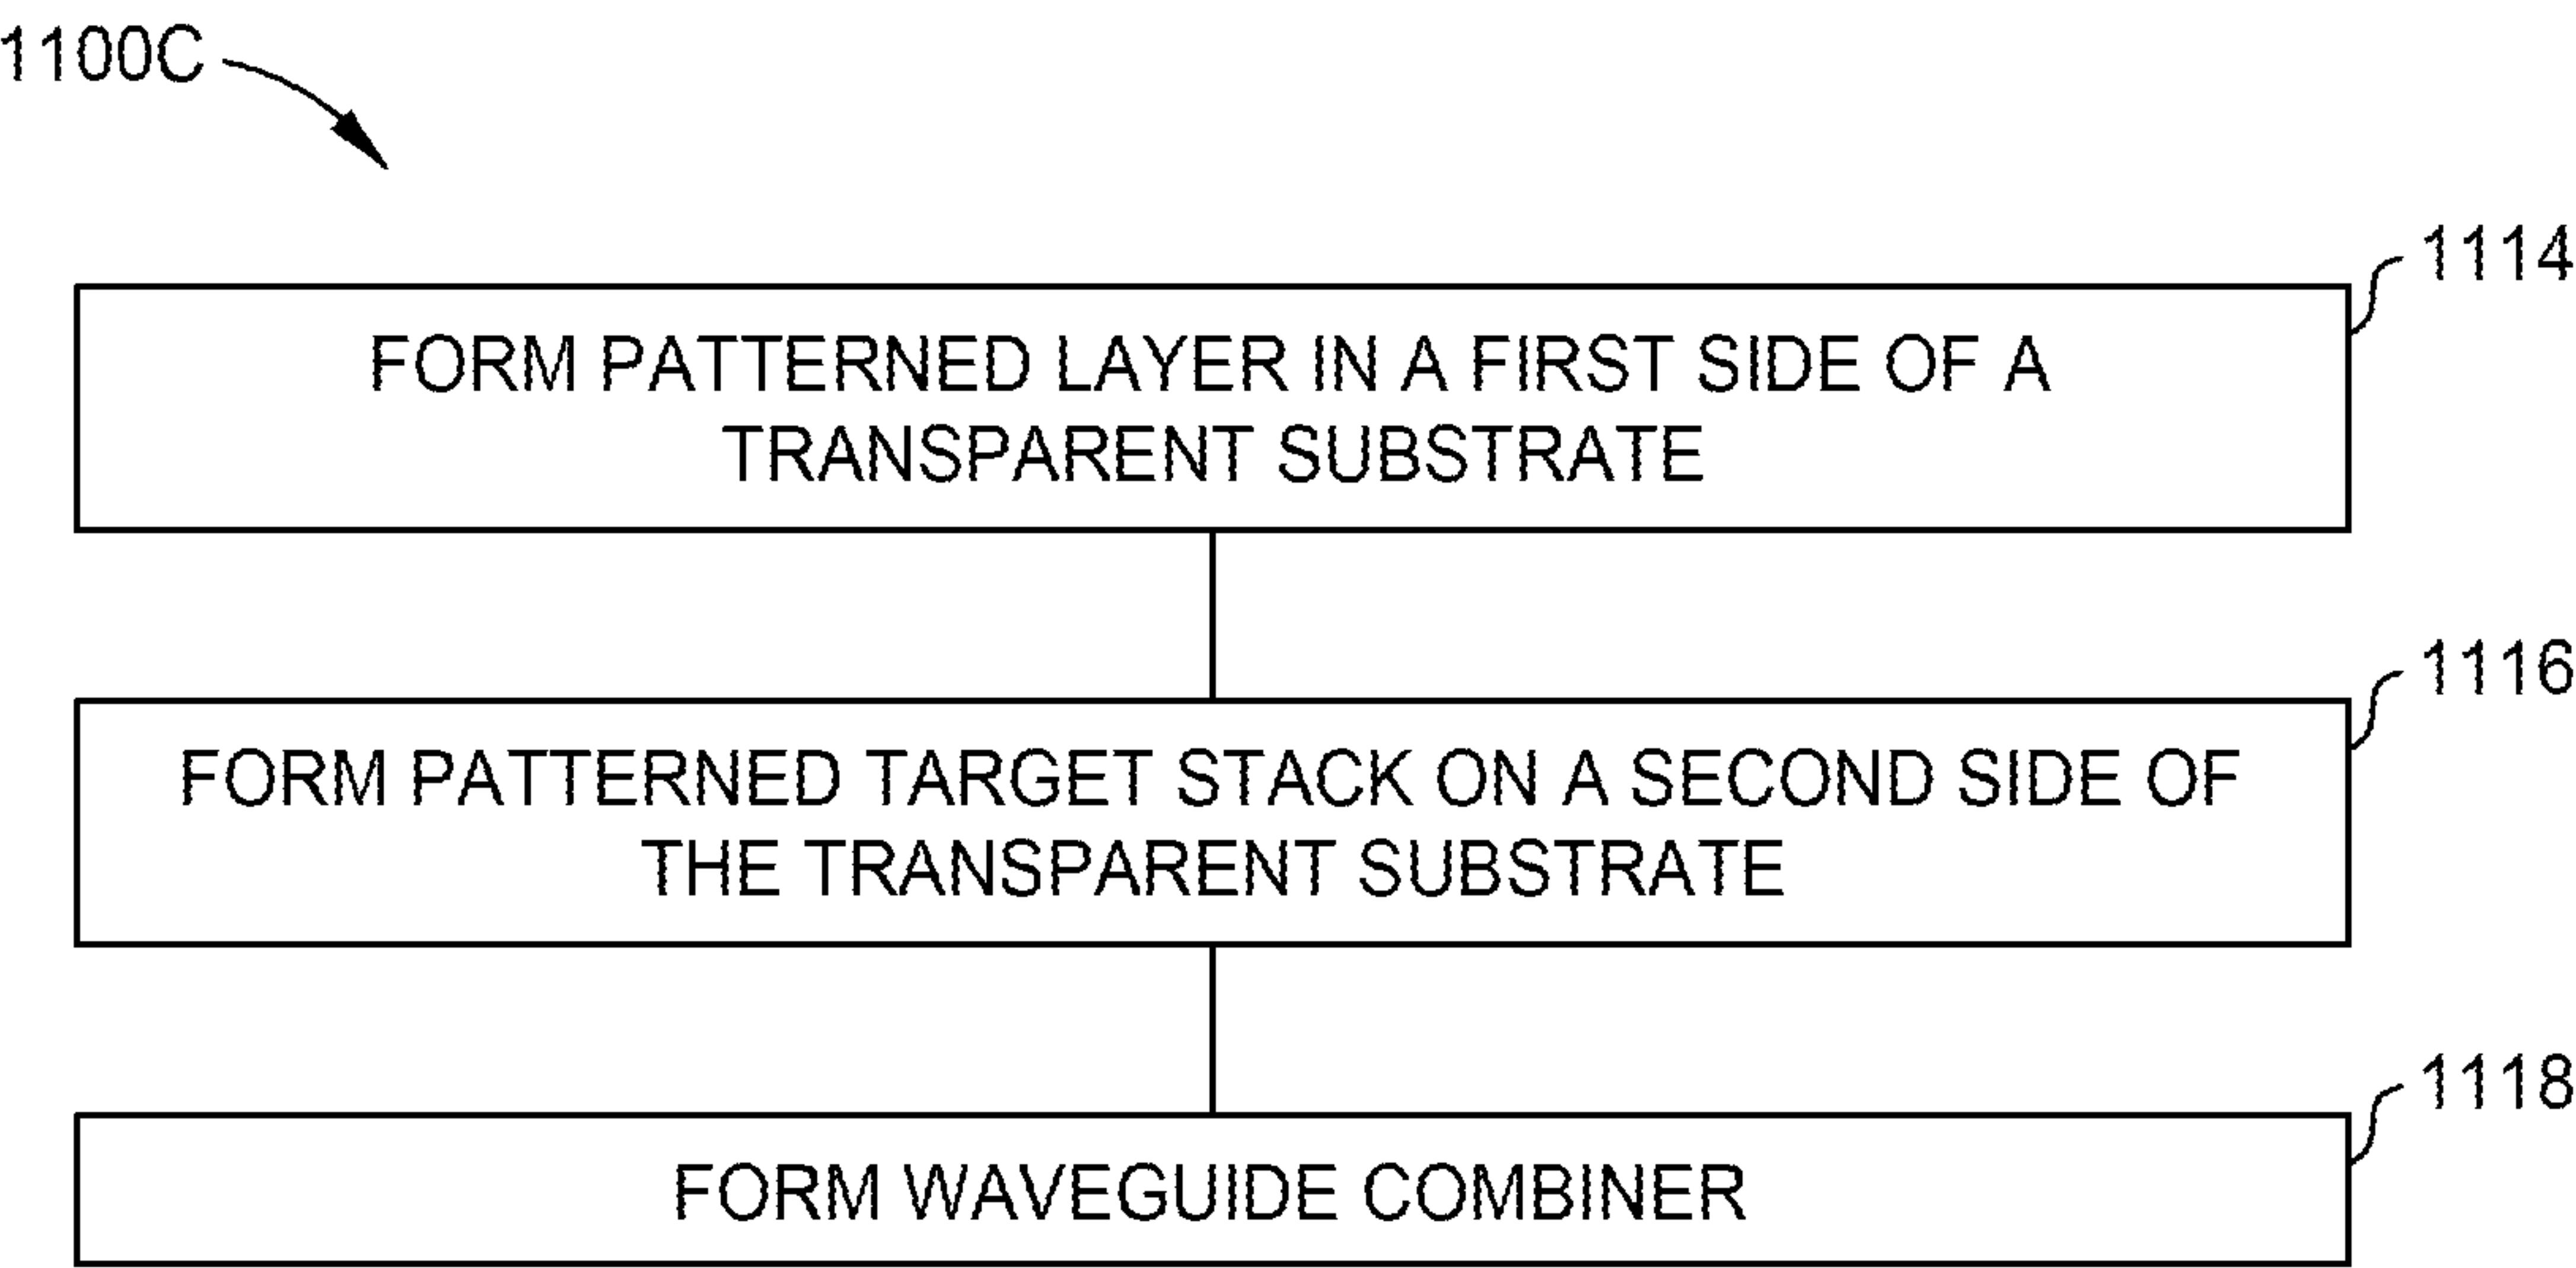 1100C
1114
FORM PATTERNED LAYER IN A FIRST SIDE OF A
TRANSPARENT SUBSTRATE
1116
FORM PATTERNED TARGET STACK ON A SECOND SIDE OF
THE TRANSPARENT SUBSTRATE
1118
FORM WAVEGUIDE COMBINER